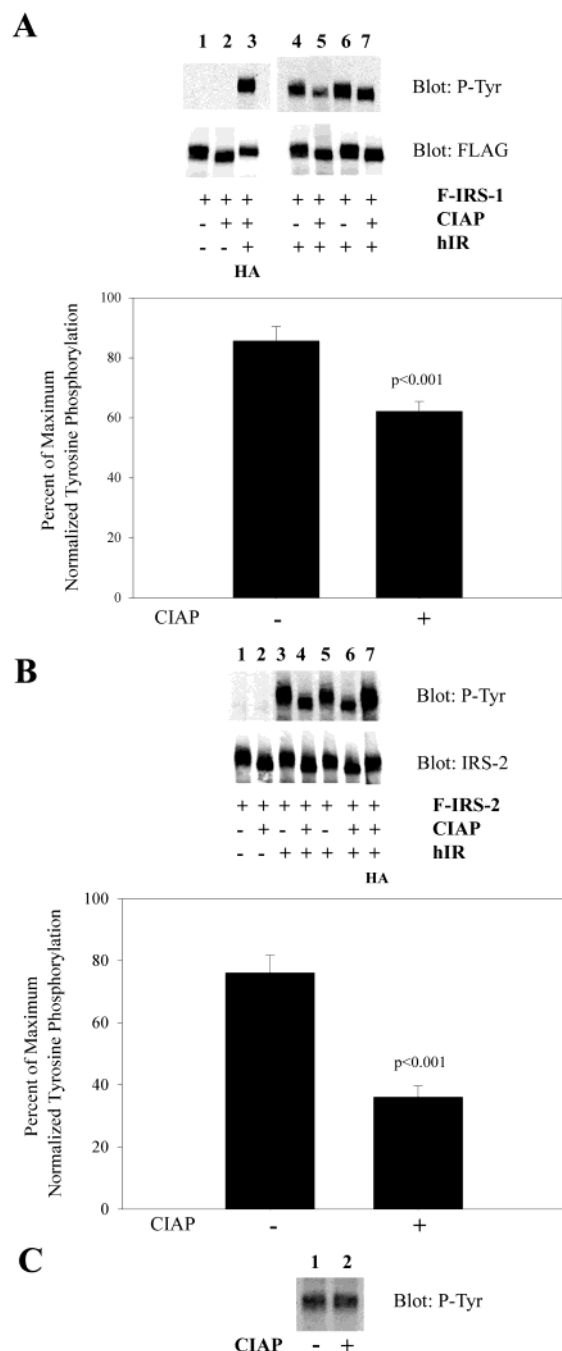 A
1 2 3 4 5 6 7
Blot: P-Tyr
Blot: FLAG
+ + + + + + + F-IRS-1
- + + - + - + CIAP
- - + + + + + hIR
HA
Percent of Maximum
Normalized Tyrosine Phosphorylation
100
80
60
40
20
0
p<0.001
CIAP - +
B
1 2 3 4 5 6 7
Blot: P-Tyr
Blot: IRS-2
+ + + + + + + F-IRS-2
- + - + - + + CIAP
- - + + + + + hIR
HA
Percent of Maximum
Normalized Tyrosine Phosphorylation
100
80
60
40
20
0
p<0.001
CIAP - +
C
1 2
Blot: P-Tyr
CIAP - +